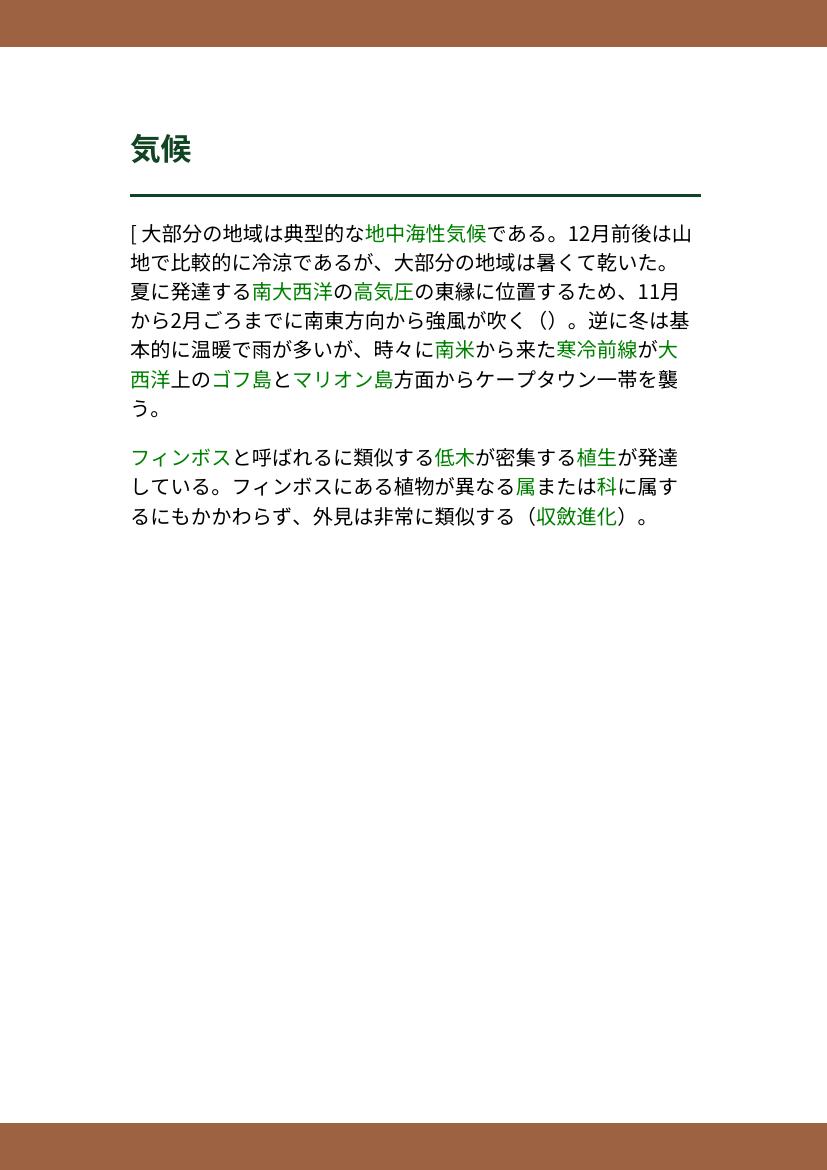 気候
[ 大部分の地域は典型的な地中海性気候である。12月前後は山
地で比較的に冷涼であるが、大部分の地域は暑くて乾いた。
夏に発達する南大西洋の高気圧の東縁に位置するため、11月
から2月ごろまでに南東方向から強風が吹く（）。逆に冬は基
本的に温暖で雨が多いが、時々に南米から来た寒冷前線が大
西洋上のゴフ島とマリオン島方面からケープタウン一帯を襲
う。
フィンボスと呼ばれるに類似する低木が密集する植生が発達
している。フィンボスにある植物が異なる属または科に属す
るにもかかわらず、外見は非常に類似する（収斂進化）。